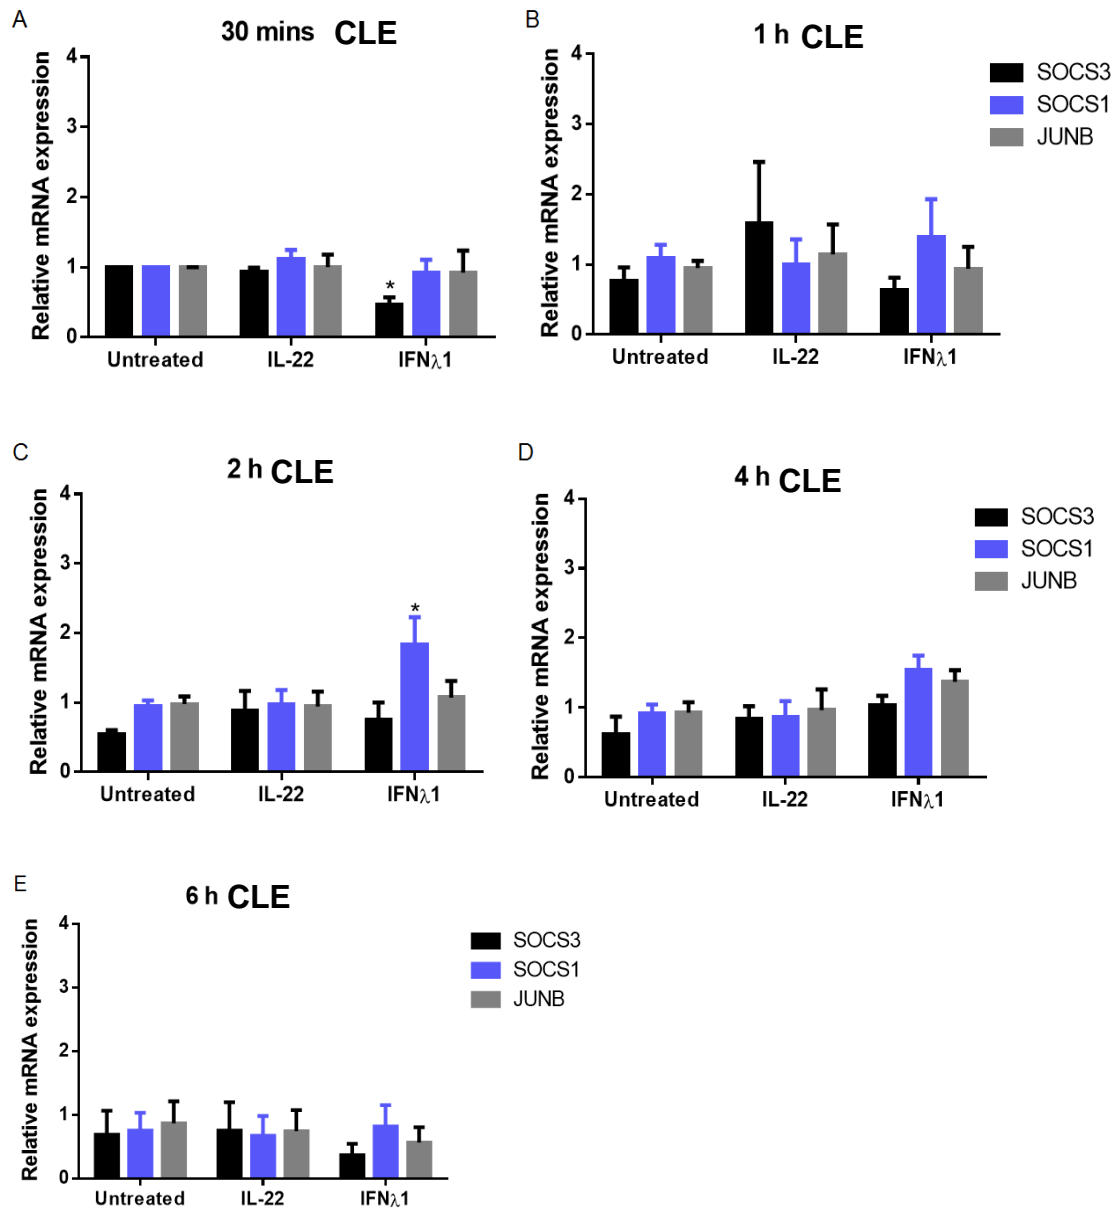 A
30 mins CLE
Relative mRNA expression
4
3
2
1
0
*
Untreated
IL-22
IFNλ1
B
1 h CLE
Relative mRNA expression
4
3
2
1
0
Untreated
IL-22
IFNλ1
SOCS3
SOCS1
JUNB
C
2 h CLE
Relative mRNA expression
4
3
2
1
0
*
Untreated
IL-22
IFNλ1
D
4 h CLE
Relative mRNA expression
4
3
2
1
0
Untreated
IL-22
IFNλ1
SOCS3
SOCS1
JUNB
E
6 h CLE
Relative mRNA expression
4
3
2
1
0
Untreated
IL-22
IFNλ1
SOCS3
SOCS1
JUNB